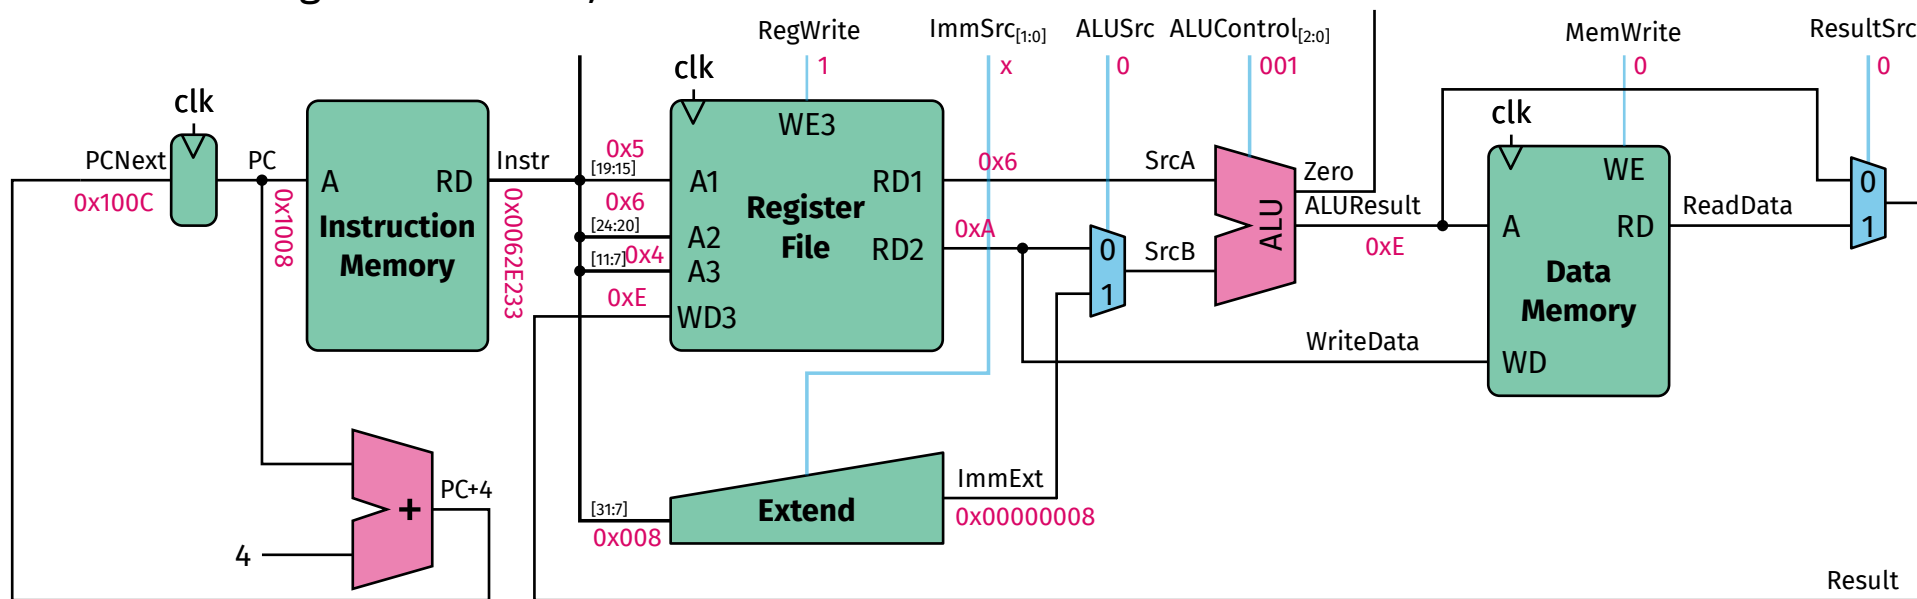 RegWrite
ImmSrc[1:0]
ALUSrc
ALUControl[2:0]
MemWrite
ResultSrc
1
x
0
001
0
0
clk
clk
clk
PCNext
0x100C
PC
0x1008
A
RD
Instruction
Memory
Instr
0x0062E233
0x5
[19:15]
0x6
[24:20]
[11:7]
0x4
0xE
WE3
A1
A2
A3
WD3
Register
File
RD1
RD2
0x6
0xA
SrcA
SrcB
0
1
ALU
Zero
ALUResult
0xE
WE
A
RD
Data
Memory
WD
ReadData
WriteData
0
1
PC+4
+
4
[31:7]
0x008
Extend
ImmExt
0x00000008
Result